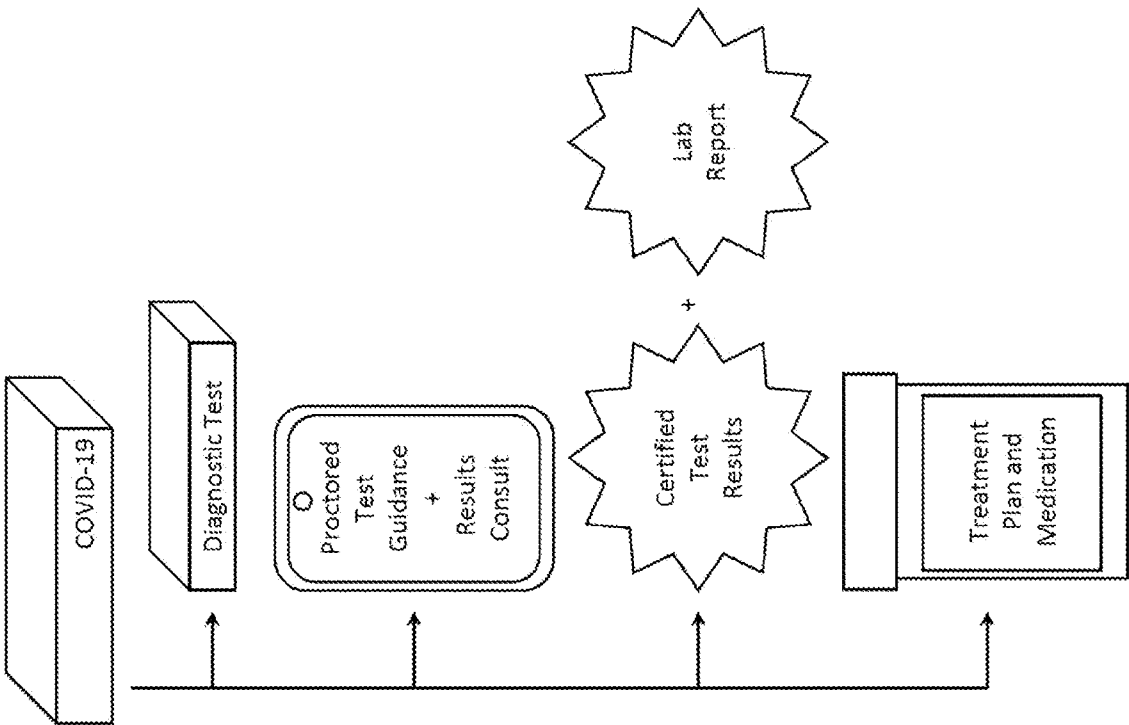 COVID-19
Diagnostic Test
Proctored
Test
Guidance
+
Results
Consult
Certified
Test
Results
+
Lab
Report
Treatment
Plan and
Medication